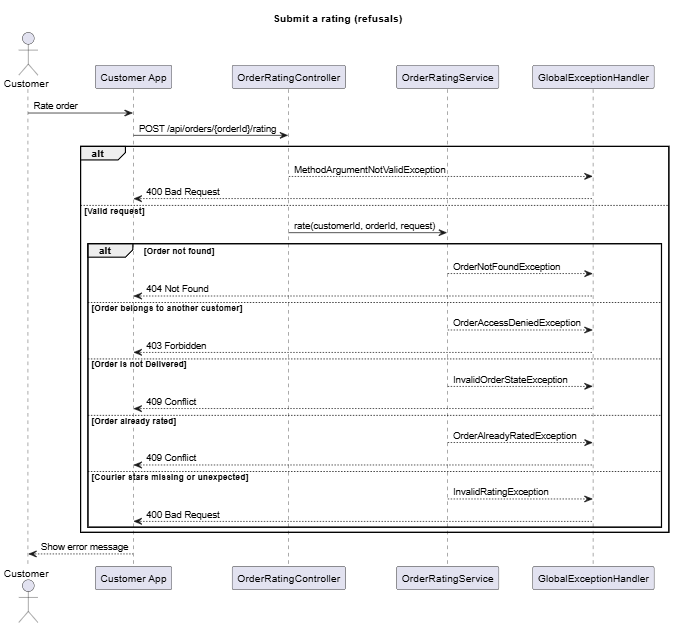 Submit a rating (refusals)
Customer
Customer App
OrderRatingController
OrderRatingService
GlobalExceptionHandler
Rate order
POST /api/orders/{orderId}/rating
alt
MethodArgumentNotValidException
400 Bad Request
[Valid request]
rate(customerId, orderId, request)
alt
[Order not found]
OrderNotFoundException
404 Not Found
[Order belongs to another customer]
OrderAccessDeniedException
403 Forbidden
[Order is not Delivered]
InvalidOrderStateException
409 Conflict
[Order already rated]
OrderAlreadyRatedException
409 Conflict
[Courier stars missing or unexpected]
InvalidRatingException
400 Bad Request
Show error message
Customer
Customer App
OrderRatingController
OrderRatingService
GlobalExceptionHandler